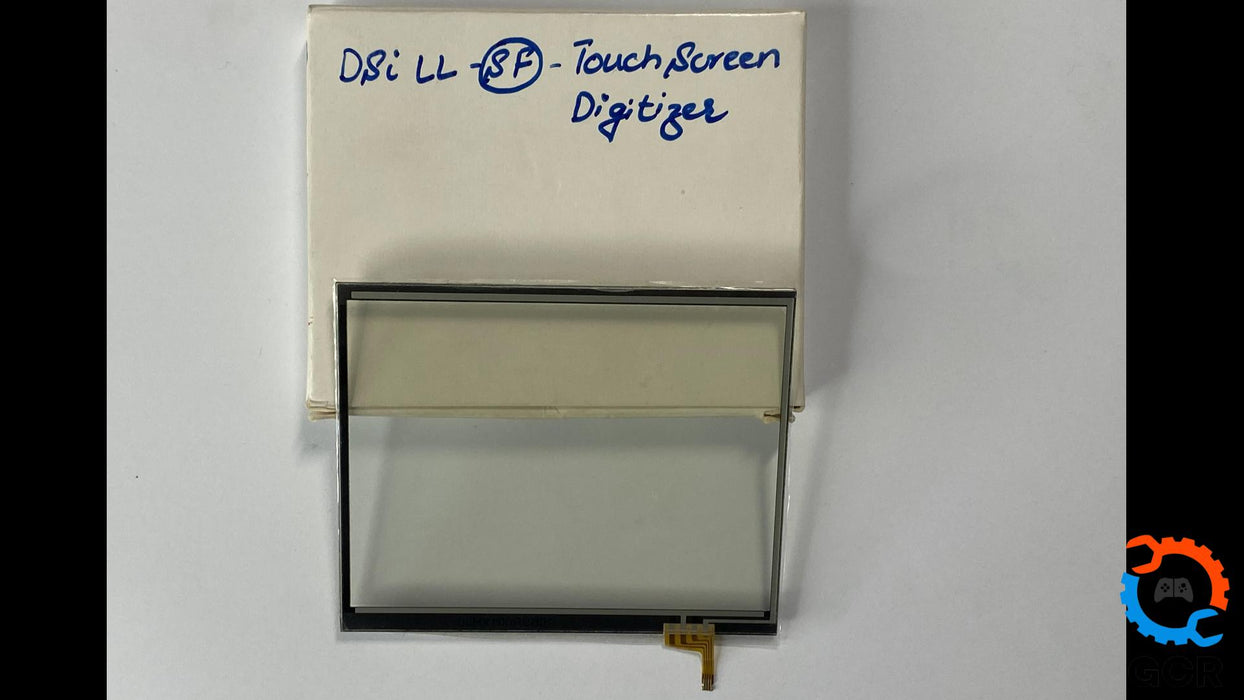 DSi LL - SF - Touch Screen
Digitizer
GCR